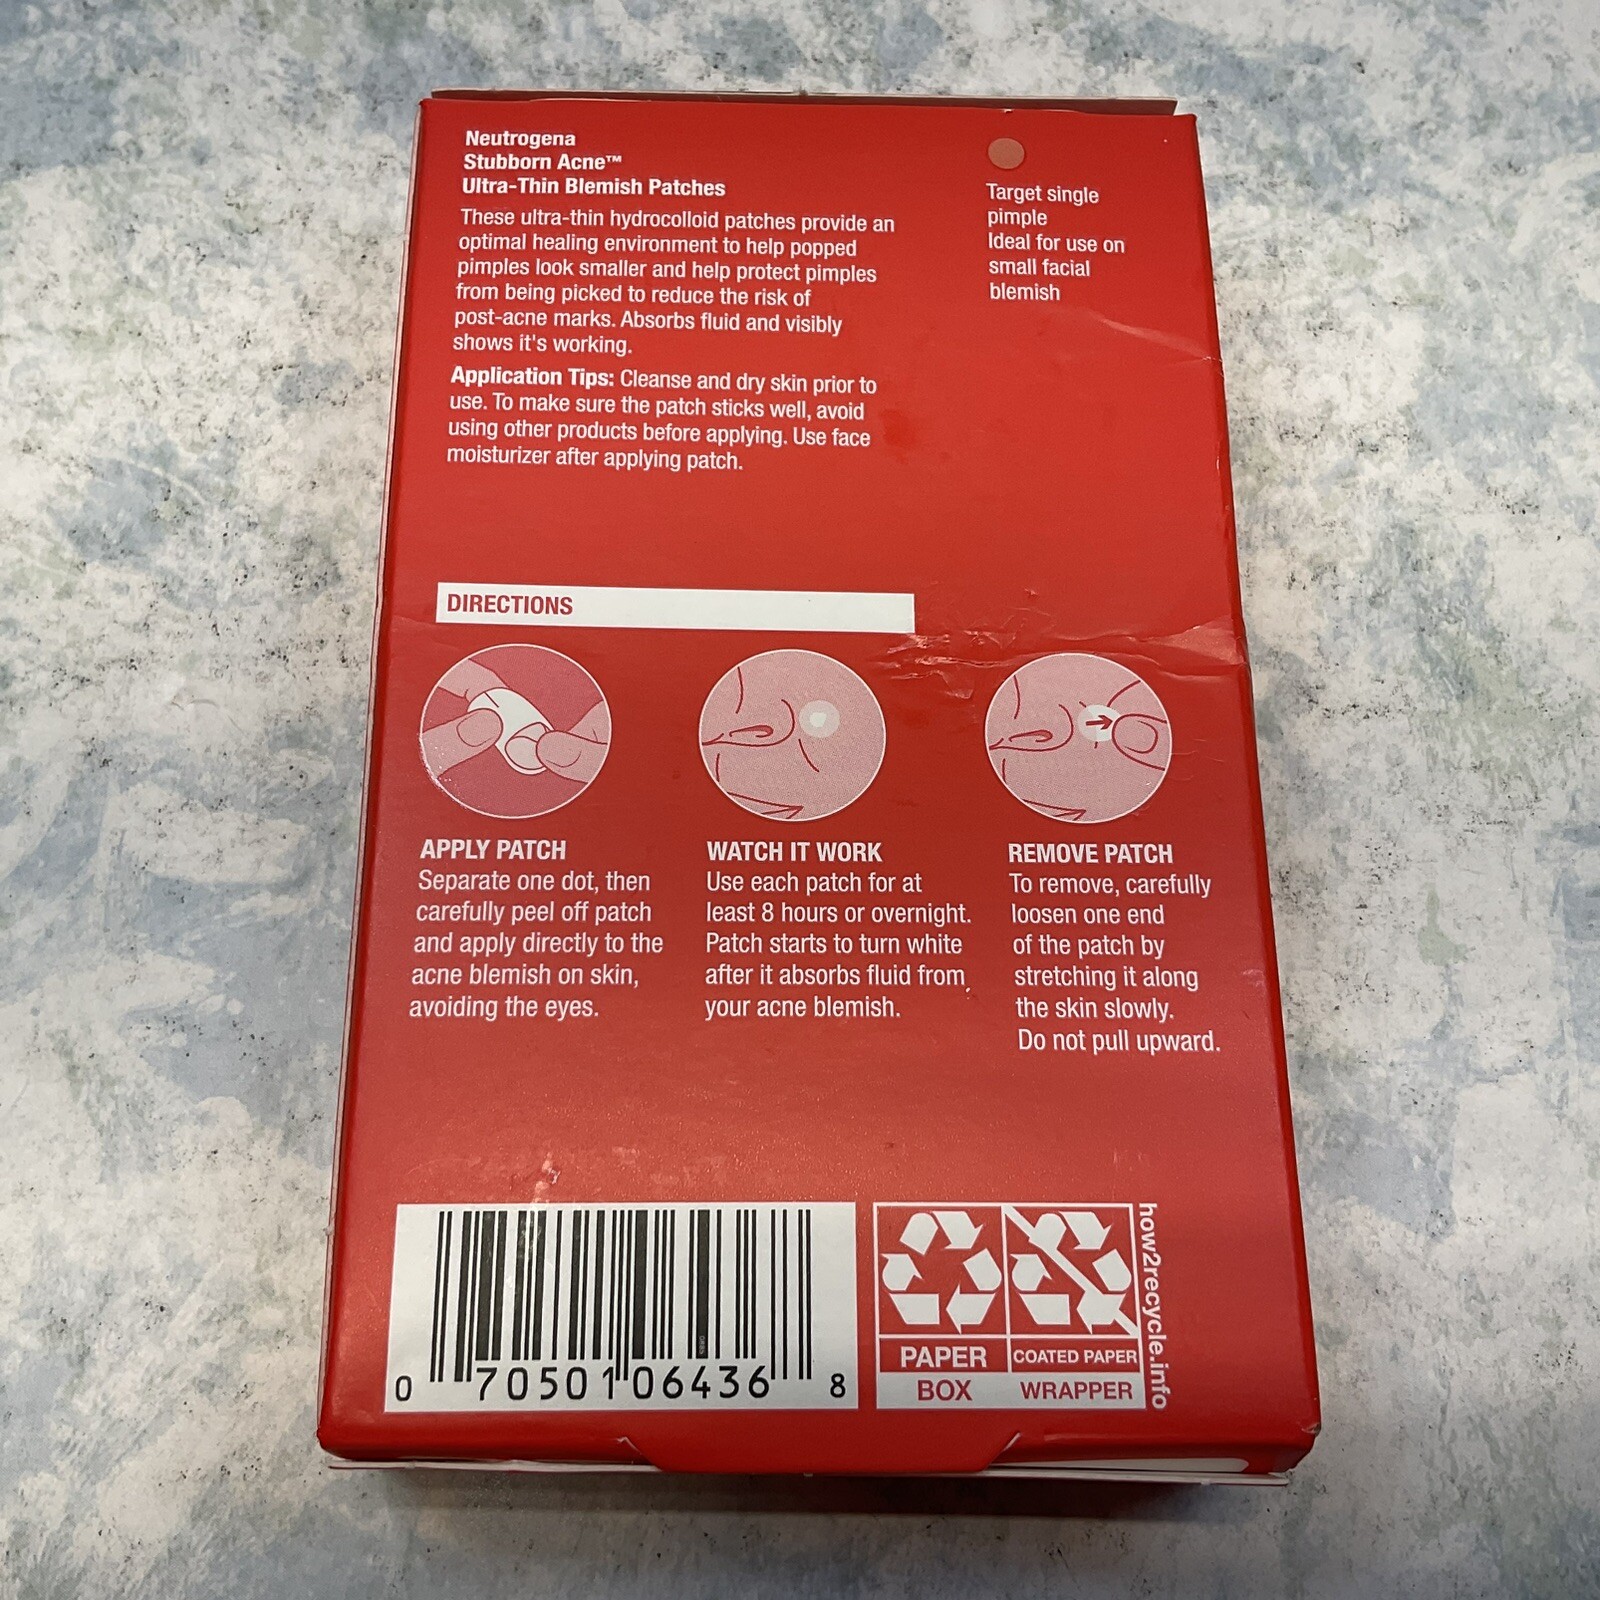 Neutrogena
Stubborn Acne™
Ultra-Thin Blemish Patches
These ultra-thin hydrocolloid patches provide an
optimal healing environment to help popped
pimples look smaller and help protect pimples
from being picked to reduce the risk of
post-acne marks. Absorbs fluid and visibly
shows it's working.
Application Tips: Cleanse and dry skin prior to
use. To make sure the patch sticks well, avoid
using other products before applying. Use face
moisturizer after applying patch.
Target single
pimple
Ideal for use on
small facial
blemish
DIRECTIONS
APPLY PATCH
Separate one dot, then
carefully peel off patch
and apply directly to the
acne blemish on skin,
avoiding the eyes.
WATCH IT WORK
Use each patch for at
least 8 hours or overnight.
Patch starts to turn white
after it absorbs fluid from
your acne blemish.
REMOVE PATCH
To remove, carefully
loosen one end
of the patch by
stretching it along
the skin slowly.
Do not pull upward.
0 70501 06436 8
PAPER
BOX
COATED PAPER
WRAPPER
how2recycle.info